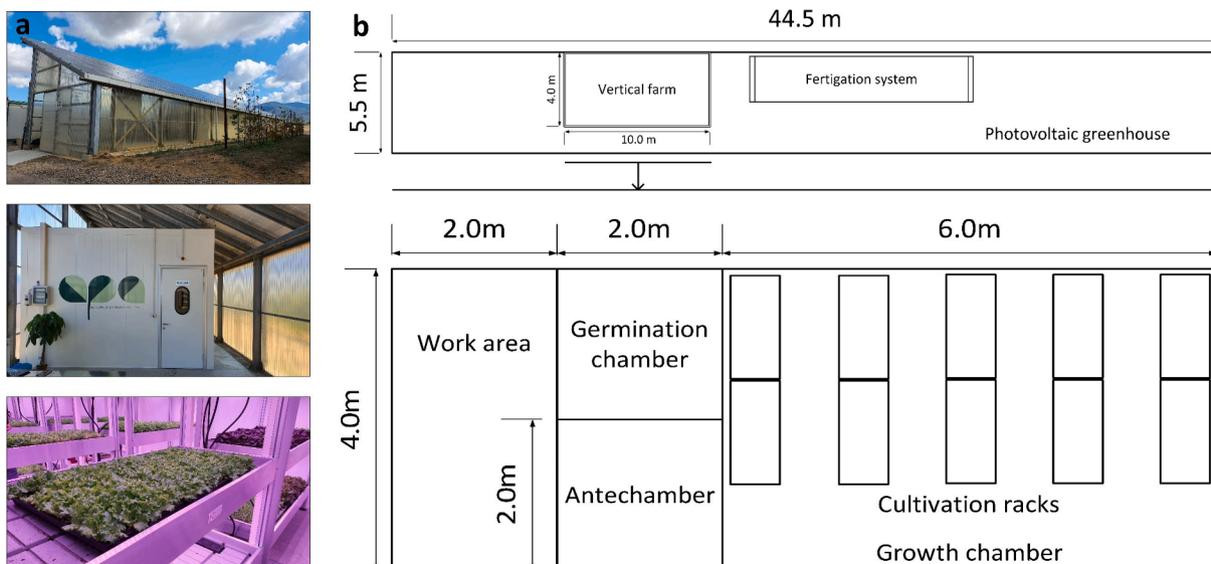 a
b
44.5 m
5.5 m
4.0 m
Vertical farm
10.0 m
Fertigation system
Photovoltaic greenhouse
2.0m
2.0m
6.0m
4.0m
Work area
Germination
chamber
2.0m
Antechamber
Cultivation racks
Growth chamber